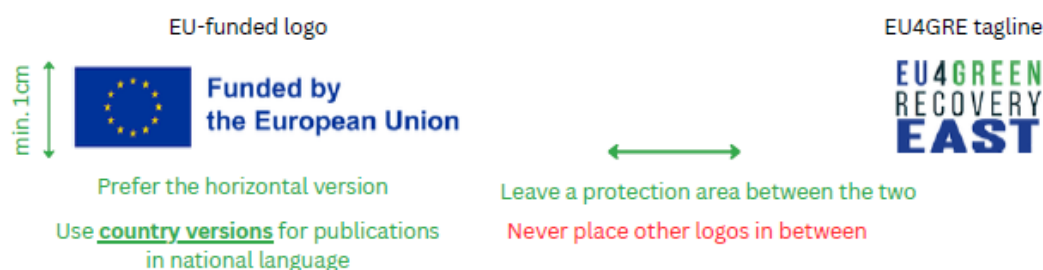 EU-funded logo
EU4GRE tagline
min. 1cm
Funded by
the European Union
EU4GREEN
RECOVERY
EAST
Prefer the horizontal version
Leave a protection area between the two
Use country versions for publications
in national language
Never place other logos in between